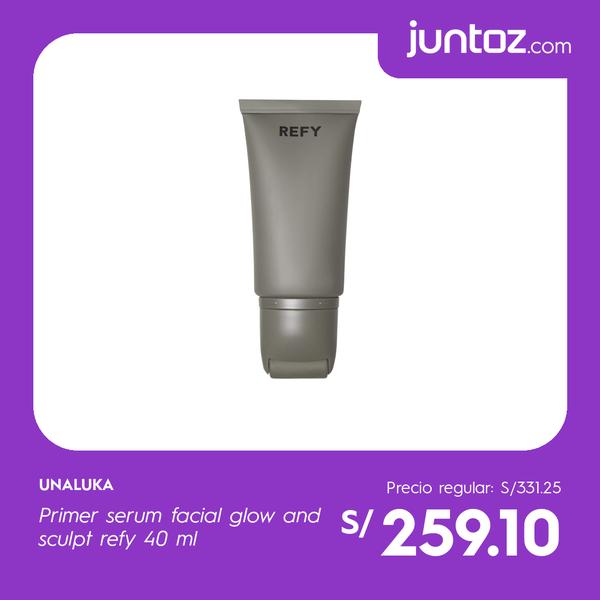 juntoz.com
REFY
UNALUKA
Primer serum facial glow and
sculpt refy 40 ml
Precio regular: S/331.25
S/ 259.10